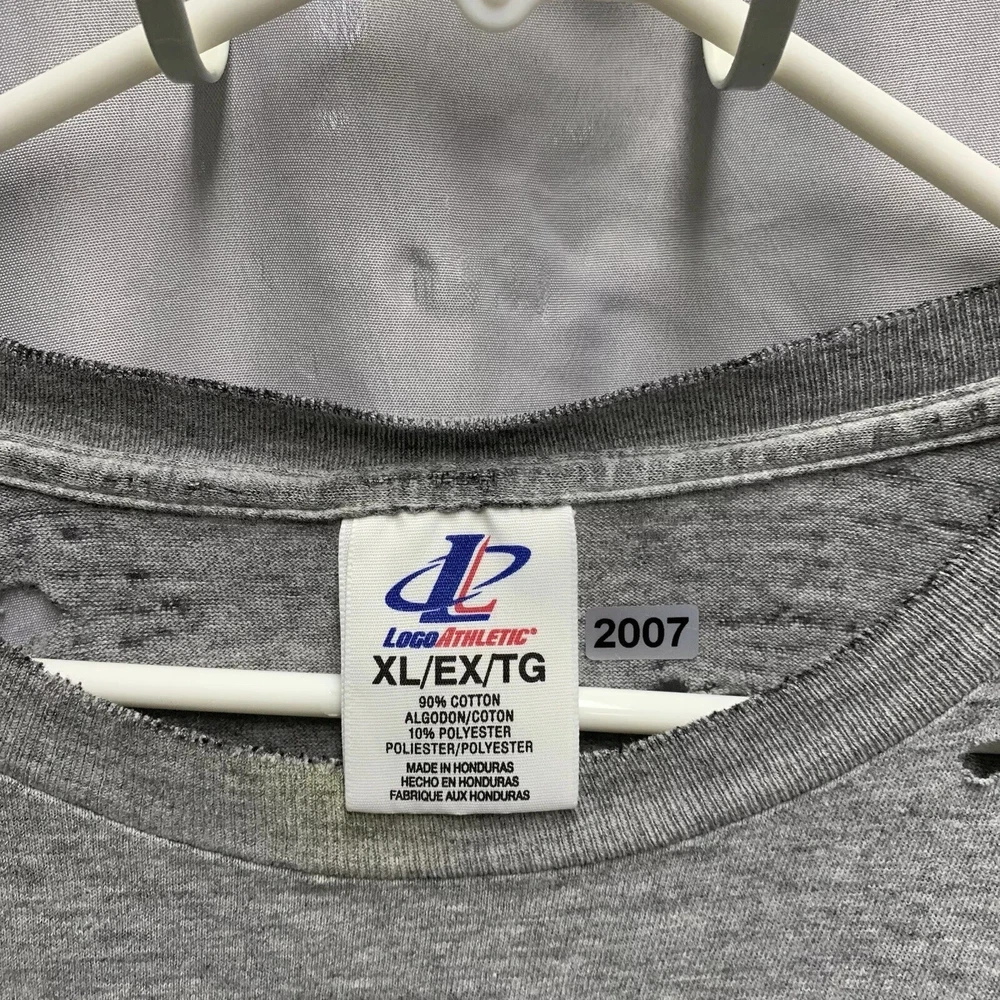 L
LOGOATHLETIC®
XL/EX/TG
90% COTTON
ALGODON/COTON
10% POLYESTER
POLIESTER/POLYESTER
MADE IN HONDURAS
HECHO EN HONDURAS
FABRIQUE AUX HONDURAS
2007